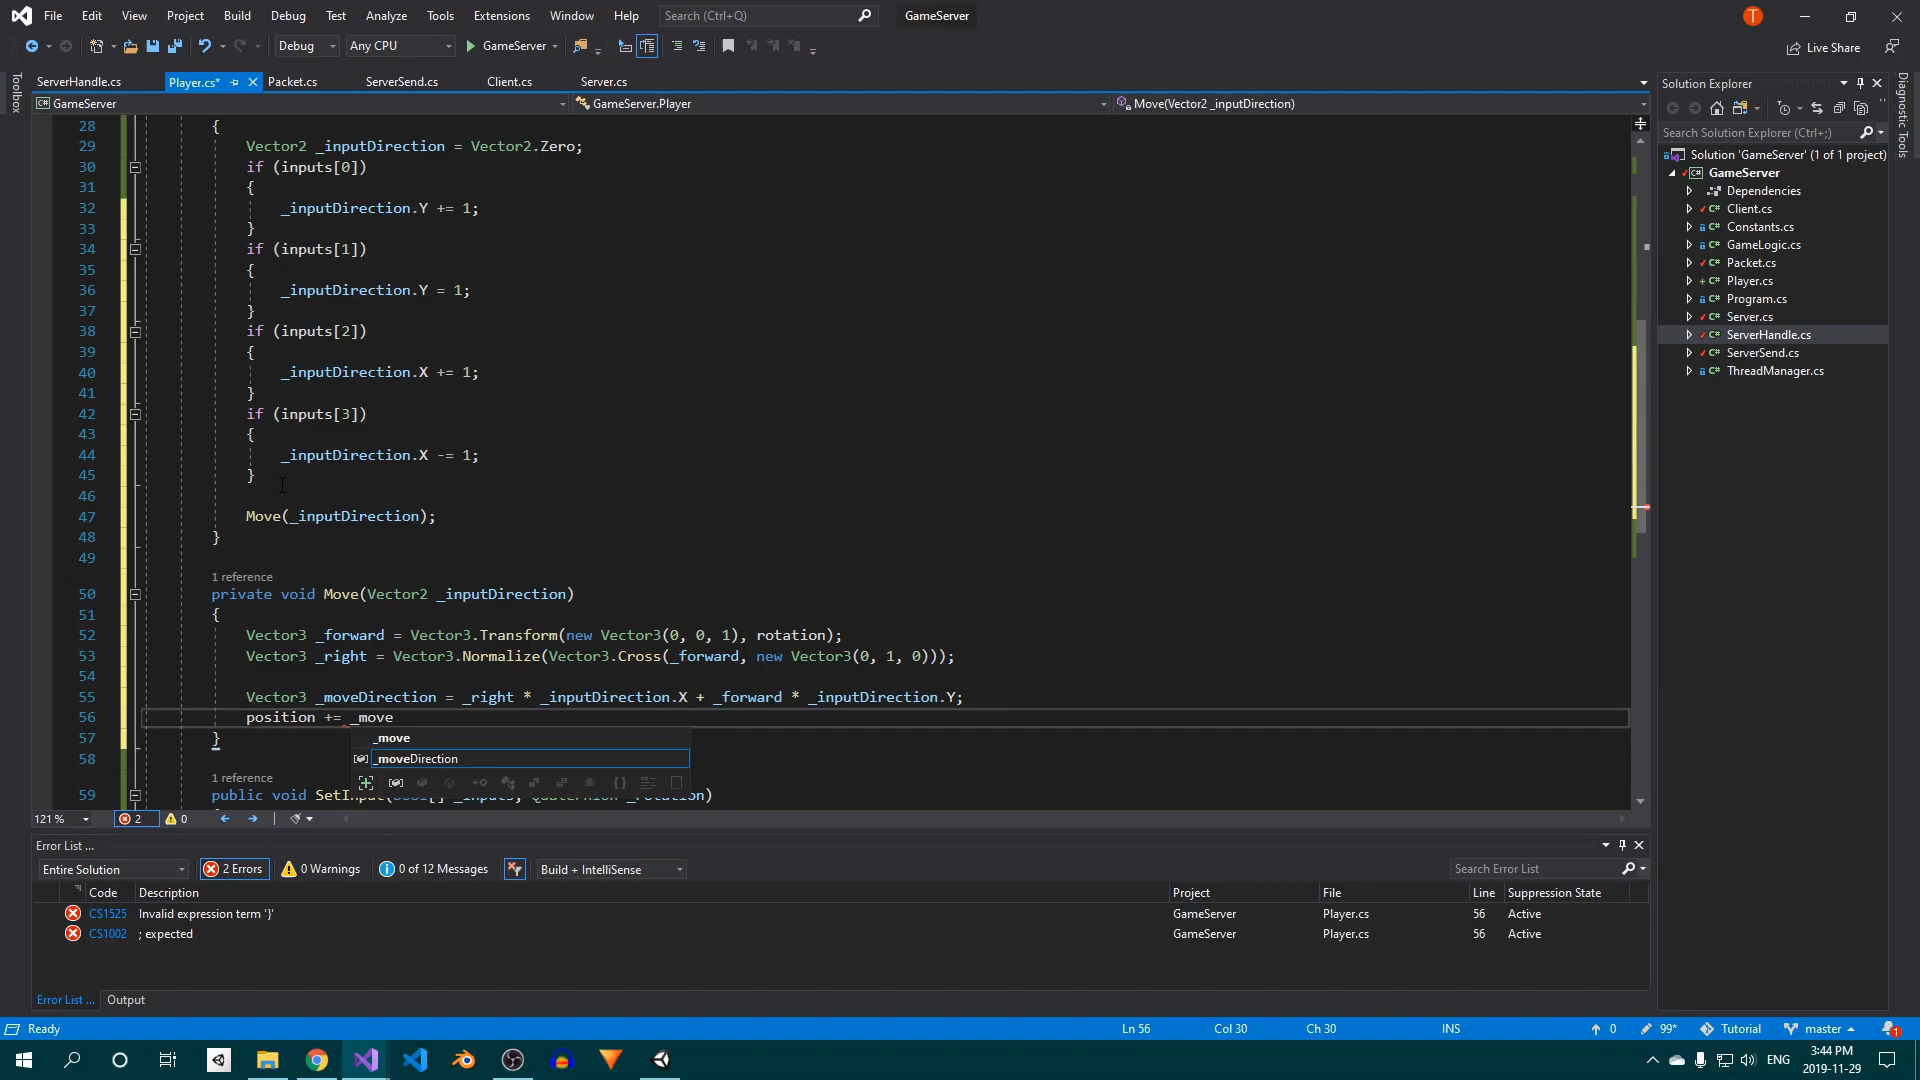 File Edit View Project Build Debug Test Analyze Tools Extensions Window Help Search (Ctrl+Q) GameServer T
Debug Any CPU GameServer Live Share
ServerHandle.cs Player.cs* Packet.cs ServerSend.cs Client.cs Server.cs
GameServer GameServer.Player Move(Vector2 _inputDirection)
Toolbox
28 {
29 Vector2 _inputDirection = Vector2.Zero;
30 if (inputs[0])
31 {
32 _inputDirection.Y += 1;
33 }
34 if (inputs[1])
35 {
36 _inputDirection.Y = 1;
37 }
38 if (inputs[2])
39 {
40 _inputDirection.X += 1;
41 }
42 if (inputs[3])
43 {
44 _inputDirection.X -= 1;
45 }
46
47 Move(_inputDirection);
48 }
49
1 reference
50 private void Move(Vector2 _inputDirection)
51 {
52 Vector3 _forward = Vector3.Transform(new Vector3(0, 0, 1), rotation);
53 Vector3 _right = Vector3.Normalize(Vector3.Cross(_forward, new Vector3(0, 1, 0)));
54
55 Vector3 _moveDirection = _right * _inputDirection.X + _forward * _inputDirection.Y;
56 position += _move
_move
57 }
58 _moveDirection
1 reference
59 public void SetInput(bool[] _inputs, Quaternion _rotation)
121 % 2 0
Solution Explorer
Search Solution Explorer (Ctrl+;)
Solution 'GameServer' (1 of 1 project)
GameServer
Dependencies
Client.cs
Constants.cs
GameLogic.cs
Packet.cs
Player.cs
Program.cs
Server.cs
ServerHandle.cs
ServerSend.cs
ThreadManager.cs
Diagnostic Tools
Error List ...
Entire Solution 2 Errors 0 Warnings 0 of 12 Messages Build + IntelliSense Search Error List
Code Description Project File Line Suppression State
CS1525 Invalid expression term '}' GameServer Player.cs 56 Active
CS1002 ; expected GameServer Player.cs 56 Active
Error List ... Output
Ready Ln 56 Col 30 Ch 30 INS 0 99* Tutorial master 1
ENG 3:44 PM
2019-11-29